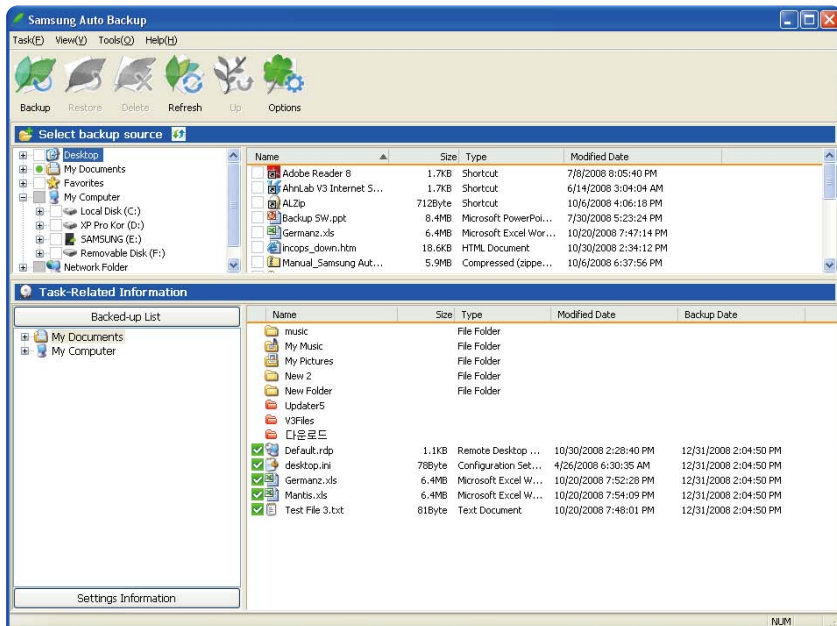 Samsung Auto Backup
Task(F) View(V) Tools(O) Help(H)
Backup Restore Delete Refresh Up Options
Select backup source
Desktop
My Documents
Favorites
My Computer
Local Disk (C:)
XP Pro Kor (D:)
SAMSUNG (E:)
Removable Disk (F:)
Network Folder
Name Size Type Modified Date
Adobe Reader 8 1.7KB Shortcut 7/8/2008 8:05:40 PM
AhnLab V3 Internet S... 1.7KB Shortcut 6/14/2008 3:04:04 AM
ALZip 712Byte Shortcut 10/6/2008 4:06:18 PM
Backup SW.ppt 8.4MB Microsoft PowerPoi... 7/30/2008 5:23:24 PM
Germanz.xls 6.4MB Microsoft Excel Wor... 10/20/2008 7:47:14 PM
incops_down.htm 18.6KB HTML Document 10/30/2008 2:34:12 PM
Manual_Samsung Aut... 5.9MB Compressed (zippe... 10/6/2008 6:37:56 PM
Task-Related Information
Backed-up List
My Documents
My Computer
Settings Information
Name Size Type Modified Date Backup Date
music File Folder
My Music File Folder
My Pictures File Folder
New 2 File Folder
New Folder File Folder
Updater5
V3Files
다운로드
Default.rdp 1.1KB Remote Desktop ... 10/30/2008 2:28:40 PM 12/31/2008 2:04:50 PM
desktop.ini 78Byte Configuration Set... 4/26/2008 6:30:35 AM 12/31/2008 2:04:50 PM
Germanz.xls 6.4MB Microsoft Excel W... 10/20/2008 7:52:28 PM 12/31/2008 2:04:50 PM
Mantis.xls 6.4MB Microsoft Excel W... 10/20/2008 7:54:09 PM 12/31/2008 2:04:50 PM
Test File 3.txt 81Byte Text Document 10/20/2008 7:48:01 PM 12/31/2008 2:04:50 PM
NUM